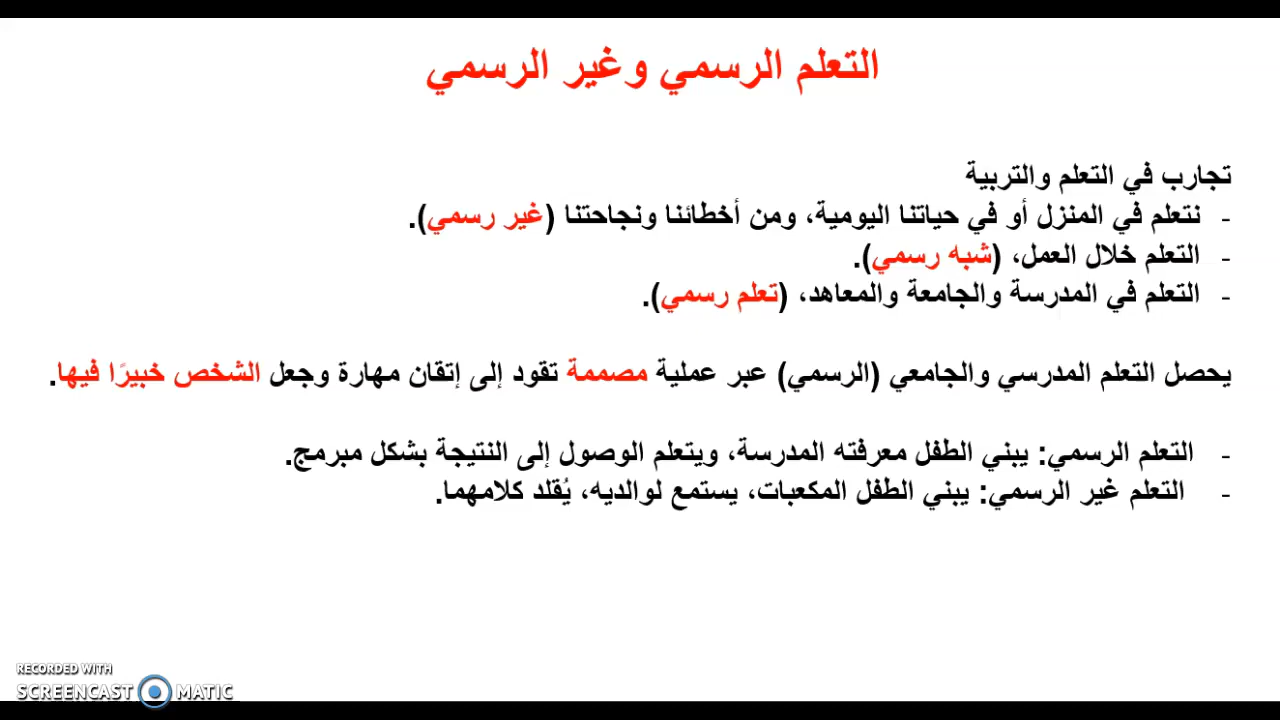 التعلم الرسمي وغير الرسمي
تجارب في التعلم والتربية
- نتعلم في المنزل أو في حياتنا اليومية، ومن أخطائنا ونجاحتنا (غير رسمي).
- التعلم خلال العمل، (شبه رسمي).
- التعلم في المدرسة والجامعة والمعاهد، (تعلم رسمي).
يحصل التعلم المدرسي والجامعي (الرسمي) عبر عملية مصممة تقود إلى إتقان مهارة وجعل الشخص خبيرًا فيها.
- التعلم الرسمي: يبني الطفل معرفته المدرسة، ويتعلم الوصول إلى النتيجة بشكل مبرمج.
- التعلم غير الرسمي: يبني الطفل المكعبات، يستمع لوالديه، يُقلد كلامهما.
RECORDED WITH
SCREENCAST MATIC